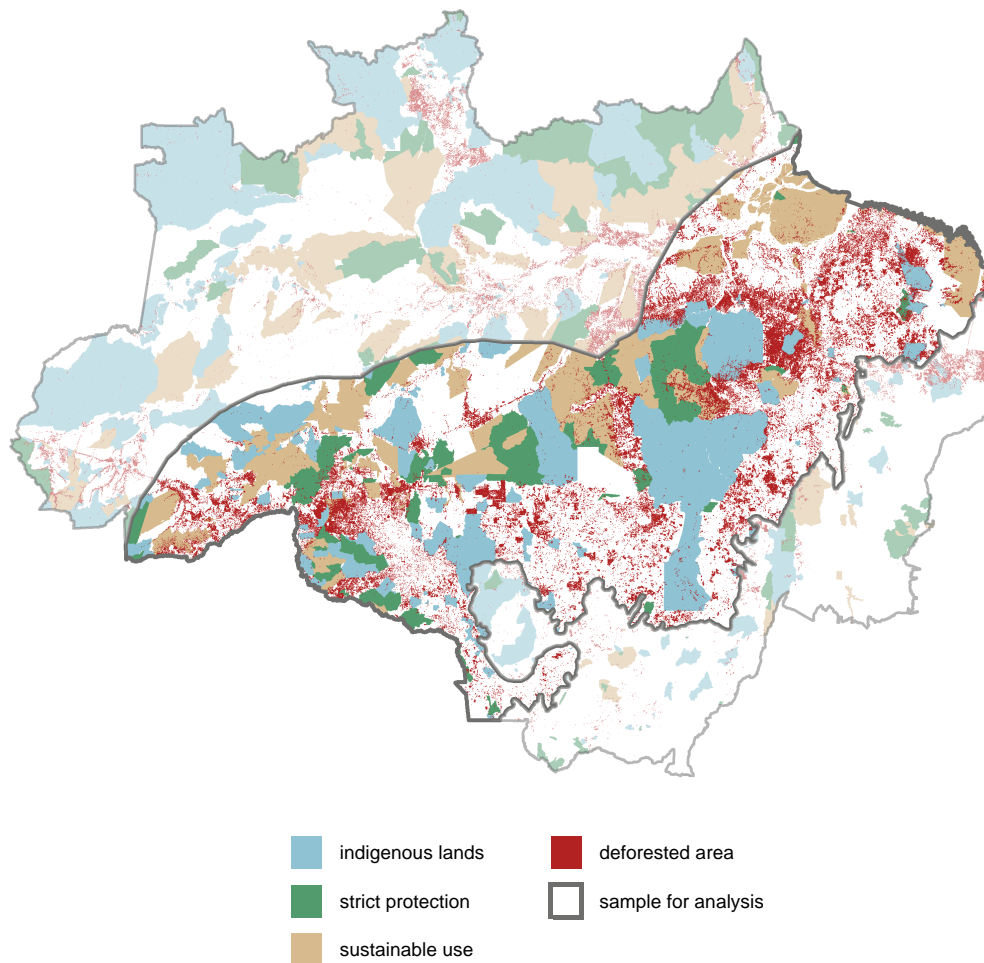 indigenous lands
strict protection
sustainable use
deforested area
sample for analysis